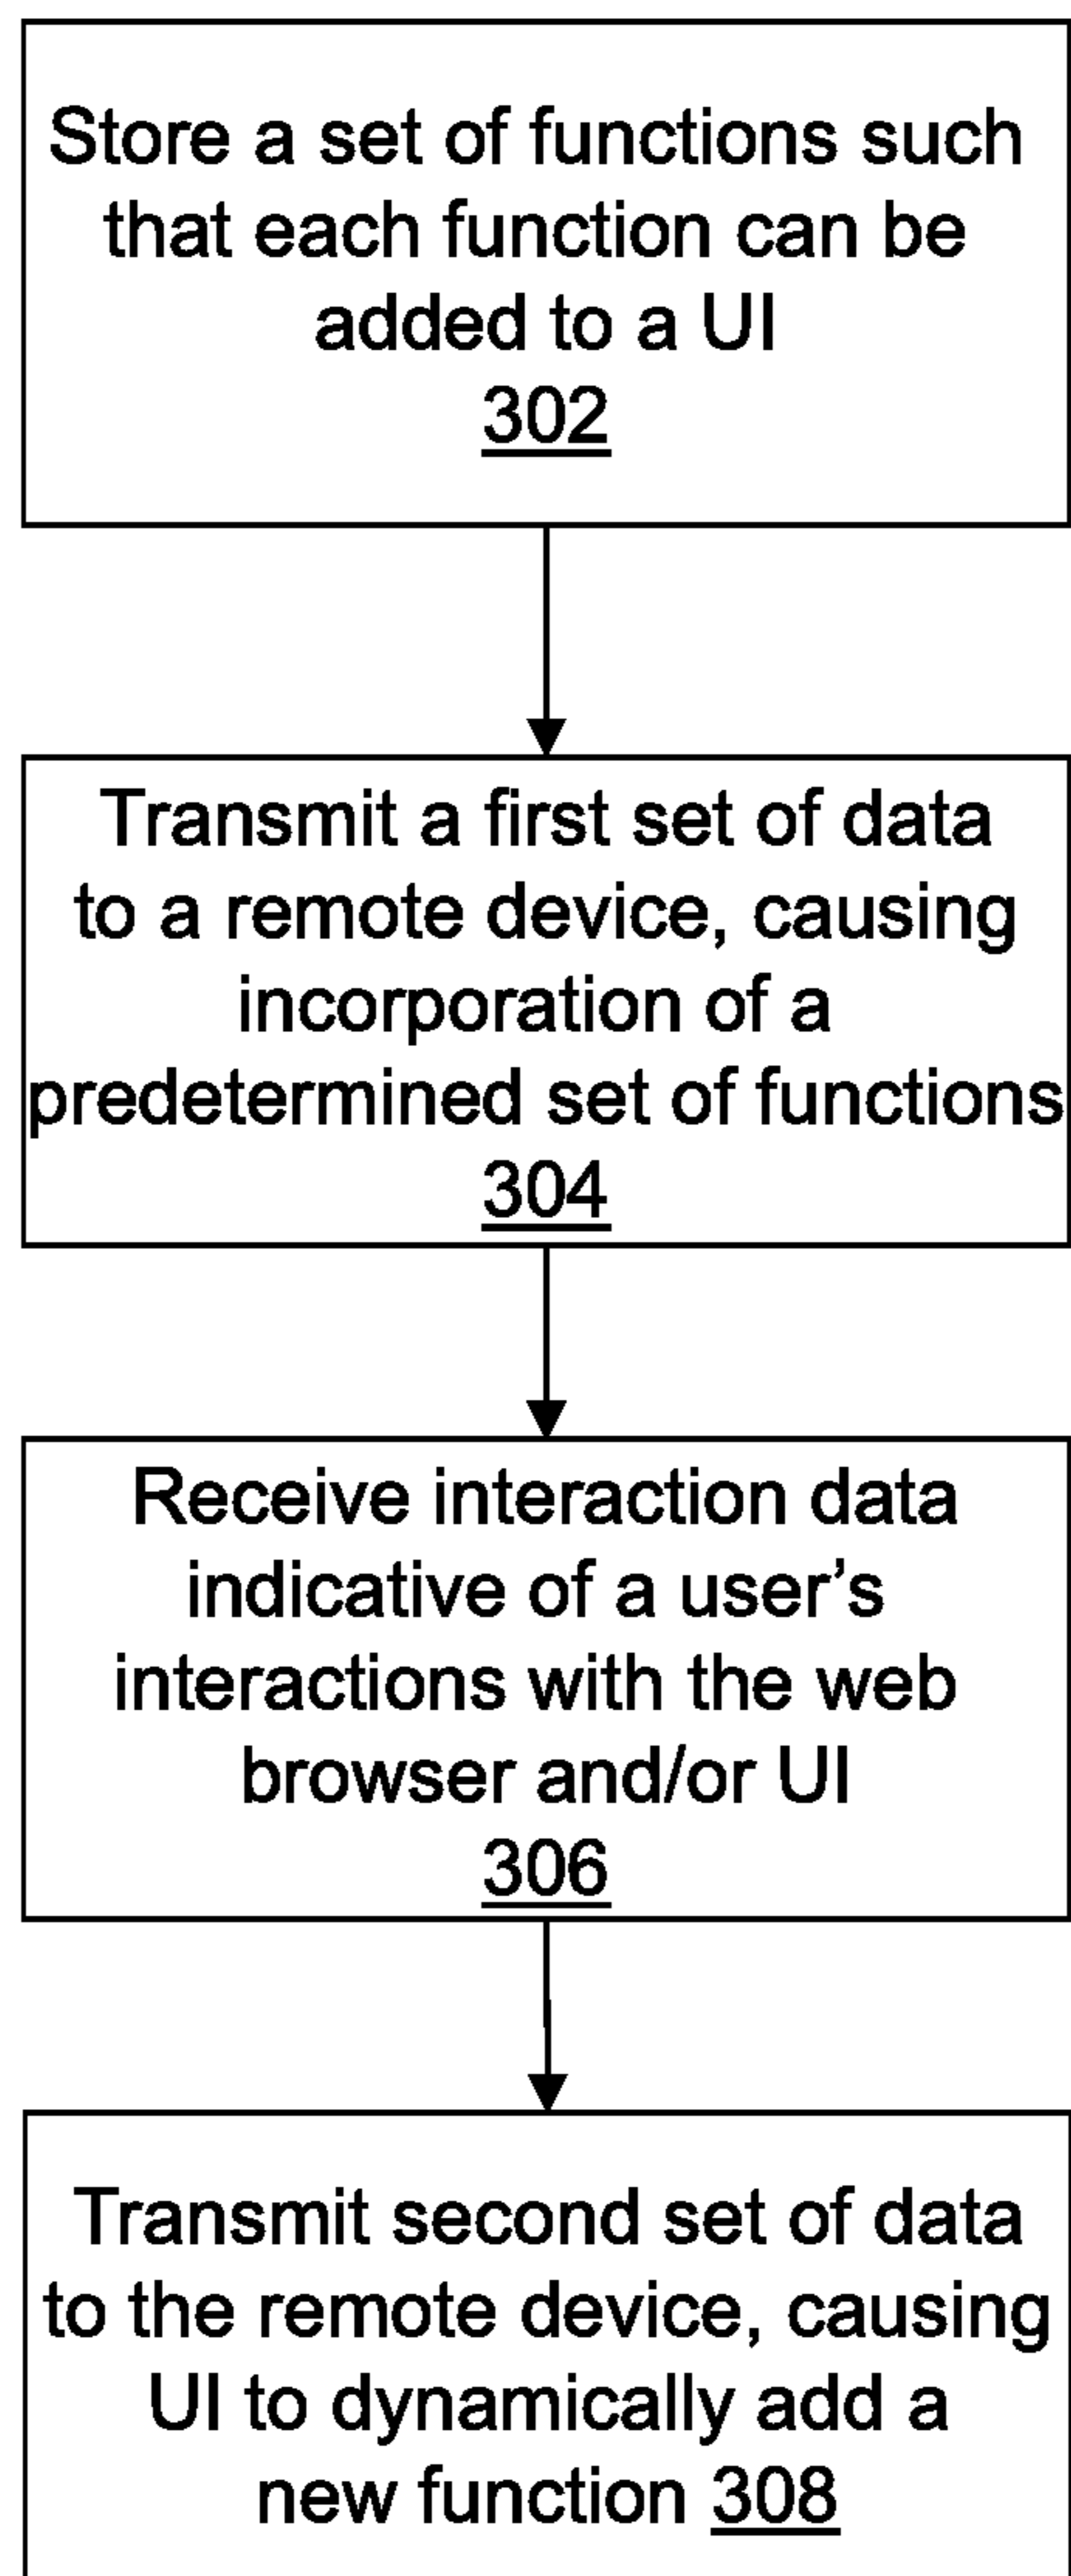 Store a set of functions such
that each function can be
added to a UI
302
Transmit a first set of data
to a remote device, causing
incorporation of a
predetermined set of functions
304
Receive interaction data
indicative of a user’s
interactions with the web
browser and/or UI
306
Transmit second set of data
to the remote device, causing
UI to dynamically add a
new function 308